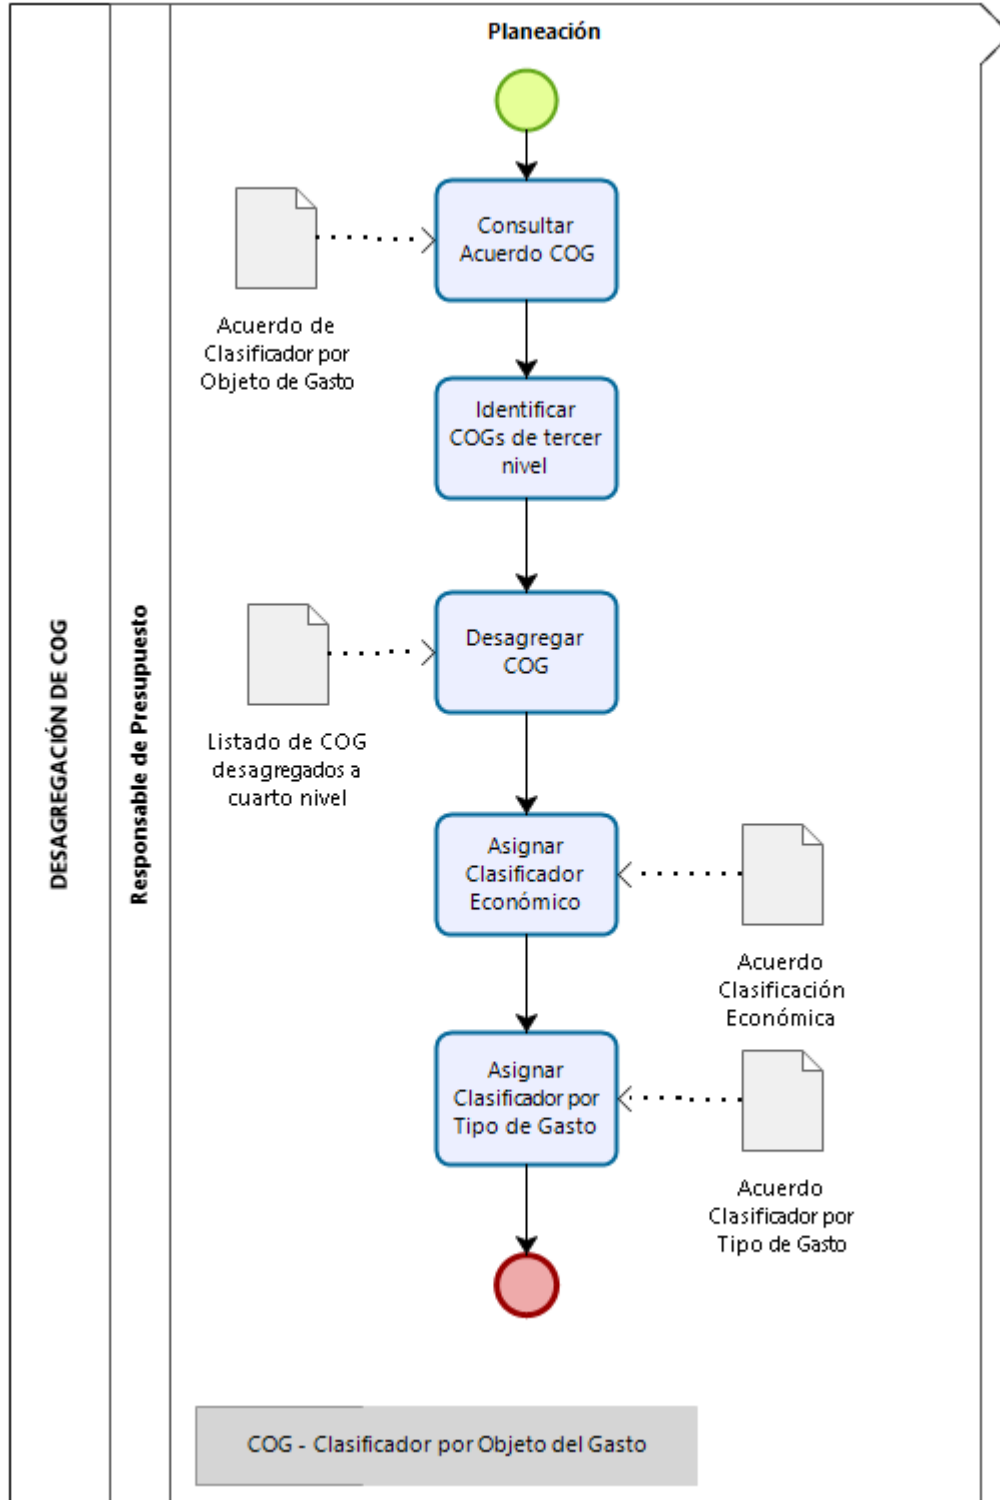 Planeación
DESAGREGACIÓN DE COG
Responsable de Presupuesto
Consultar
Acuerdo COG
Acuerdo de
Clasificador por
Objeto de Gasto
Identificar
COGs de tercer
nivel
Desagregar
COG
Listado de COG
desagregados a
cuarto nivel
Asignar
Clasificador
Económico
Acuerdo
Clasificación
Económica
Asignar
Clasificador por
Tipo de Gasto
Acuerdo
Clasificador por
Tipo de Gasto
COG - Clasificador por Objeto del Gasto